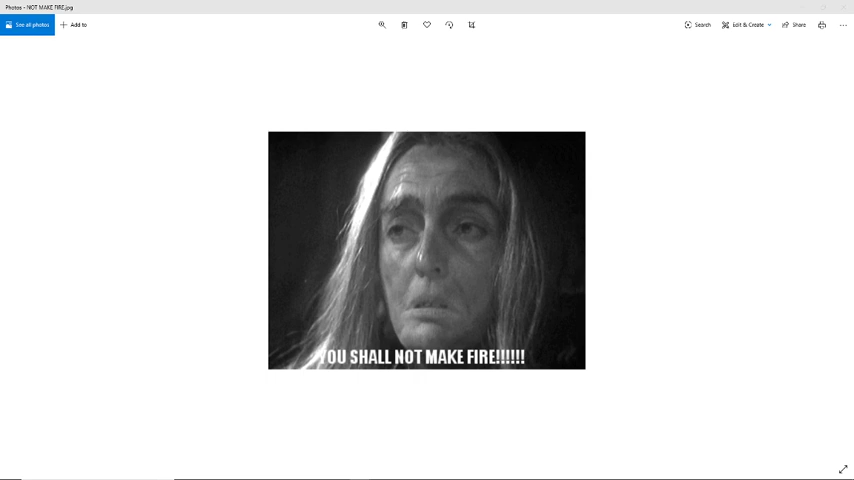 Photos - NOT MAKE FIRE.jpg
See all photos
Add to
Search
Edit & Create
Share
YOU SHALL NOT MAKE FIRE!!!!!!